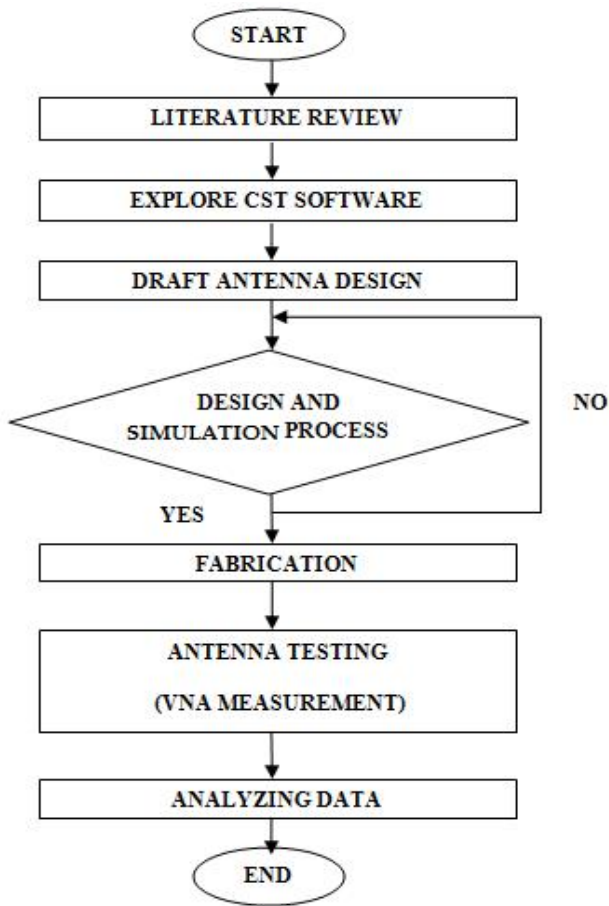 START
LITERATURE REVIEW
EXPLORE CST SOFTWARE
DRAFT ANTENNA DESIGN
DESIGN AND
SIMULATION PROCESS
NO
YES
FABRICATION
ANTENNA TESTING
(VNA MEASUREMENT)
ANALYZING DATA
END